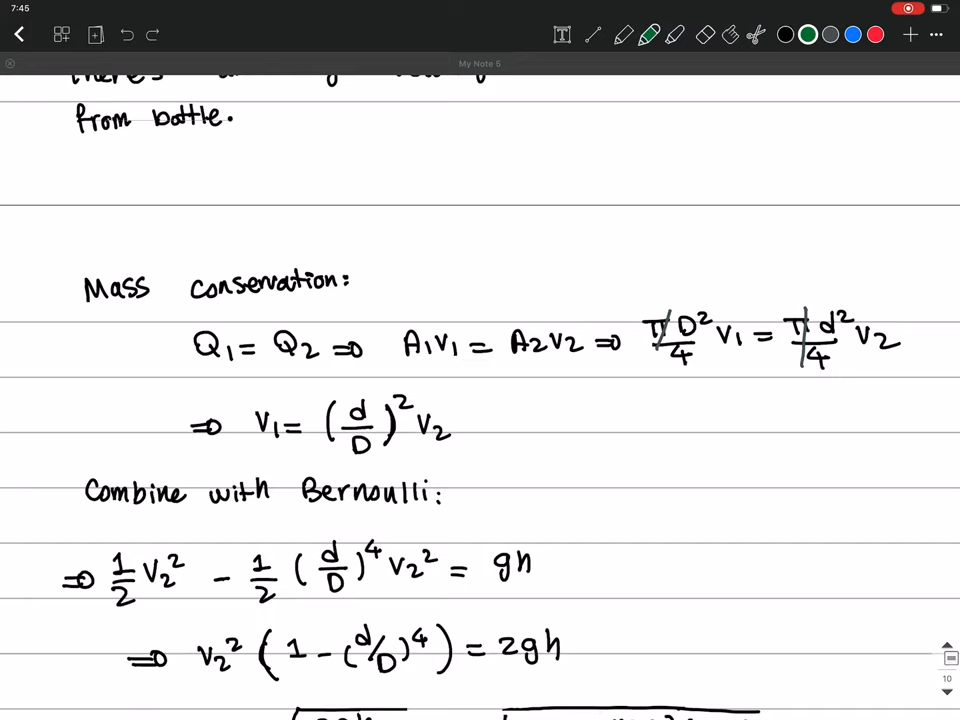 7:45
My Note 5
there's
from bottle.
Mass conservation:
Q₁ = Q₂ ⇒ A₁V₁ = A₂V₂ ⇒ πD²/4 V₁ = πd²/4 V₂
⇒ V₁ = (d/D)² V₂
Combine with Bernoulli:
⇒ 1/2 V₂² - 1/2 (d/D)⁴ V₂² = gh
⇒ V₂² (1 - (d/D)⁴) = 2gh
10